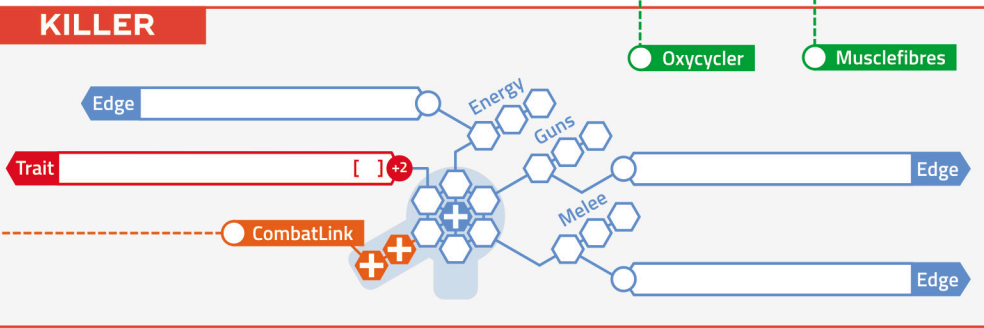 KILLER
Oxycycler
Musclefibres
Edge
Energy
Guns
Trait
[ ]
+2
Edge
Melee
CombatLink
Edge